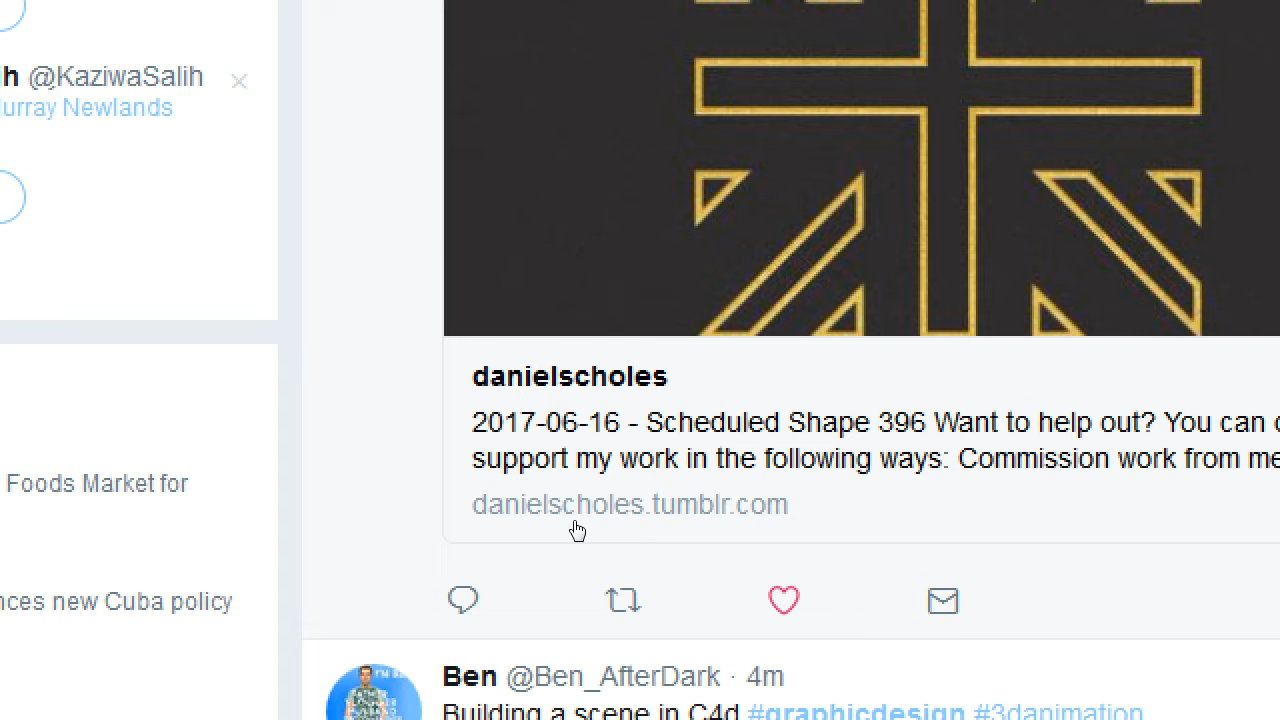 h @KaziwaSalih
urray Newlands
Foods Market for
nces new Cuba policy
danielscholes
2017-06-16 - Scheduled Shape 396 Want to help out? You can
support my work in the following ways: Commission work from me
danielscholes.tumblr.com
Ben @Ben_AfterDark · 4m
Building a scene in C4d #graphicdesign #3danimation